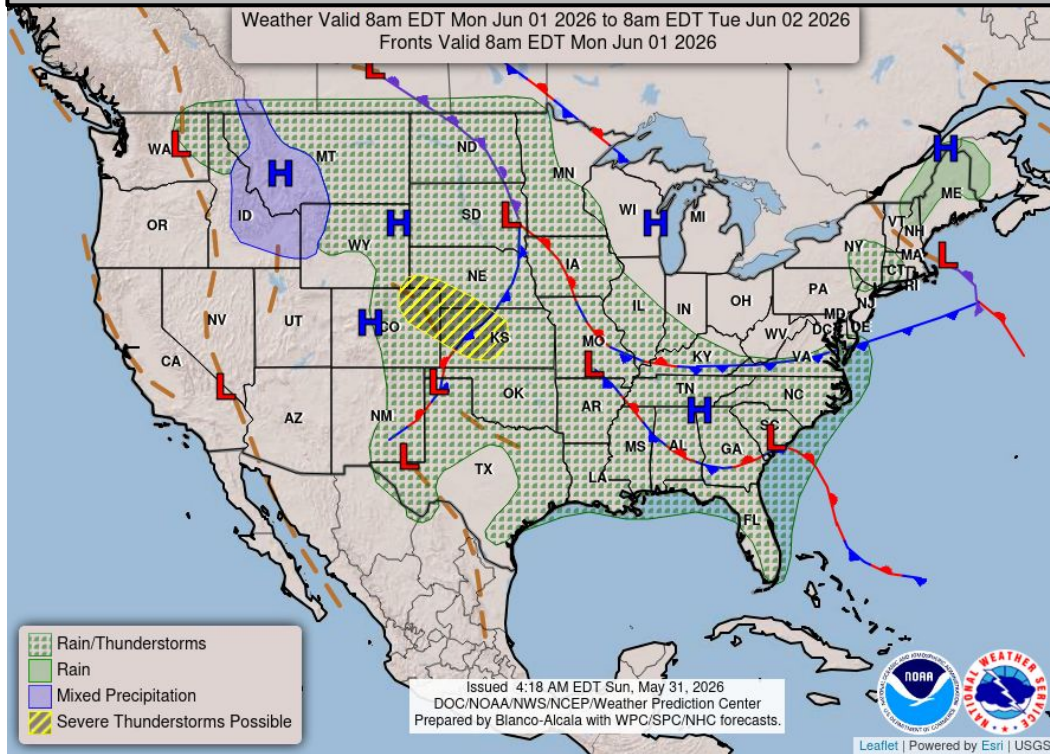 Weather Valid 8am EDT Mon Jun 01 2026 to 8am EDT Tue Jun 02 2026
Fronts Valid 8am EDT Mon Jun 01 2026
L
WA L
MT
ND
MN
H
H
ME
OR
ID
WY
H
SD
L
WI
H
MI
VT
NH
NY
MA
L
CT
RI
NE
IA
PA
NJ
NV
UT
H
CO
KS
IL
IN
OH
MD
DE
DC
WV
MO
KY
VA
CA
L
AZ
NM
L
OK
L
AR
TN
H
NC
SC
L
MS
AL
GA
L
TX
LA
FL
Rain/Thunderstorms
Rain
Mixed Precipitation
Severe Thunderstorms Possible
Issued 4:18 AM EDT Sun, May 31, 2026
DOC/NOAA/NWS/NCEP/Weather Prediction Center
Prepared by Blanco-Alcala with WPC/SPC/NHC forecasts.
NOAA
NATIONAL WEATHER SERVICE
Leaflet | Powered by Esri | USGS